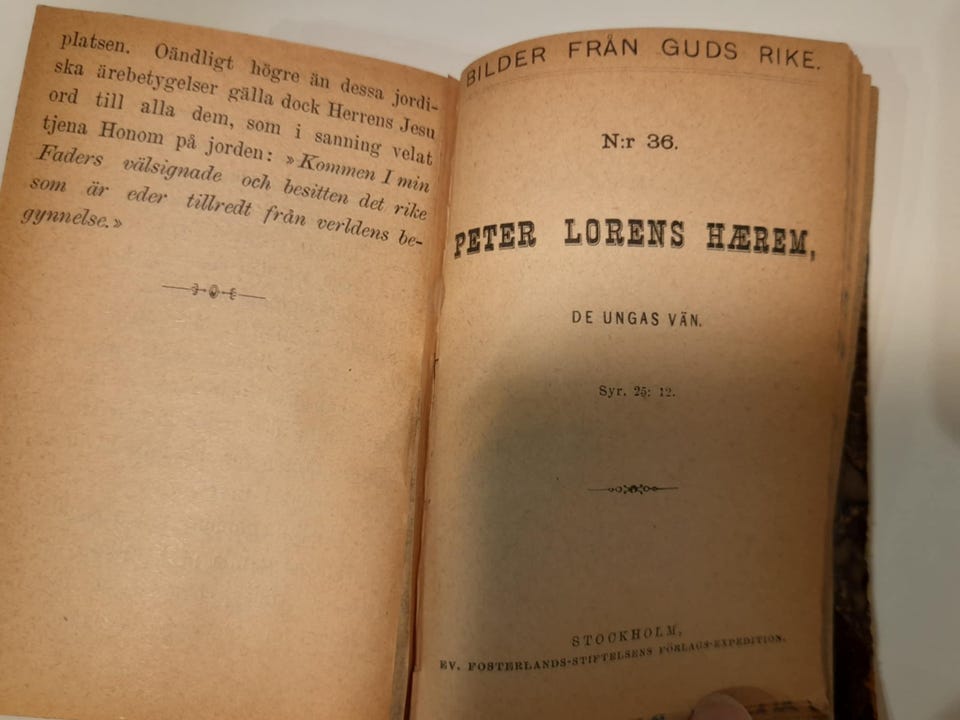 platsen. Oändligt högre än dessa jordi-
ska ärebetygelser gälla dock Herrens Jesu
ord till alla dem, som i sanning velat
tjena Honom på jorden: »Kommen I min
Faders välsignade och besitten det rike
som är eder tillredt från verldens be-
gynnelse.»
BILDER FRÅN GUDS RIKE.
N:r 36.
PETER LORENS HÆREM,
DE UNGAS VÄN.
Syr. 25: 12.
STOCKHOLM,
EV. FOSTERLANDS-STIFTELSENS FÖRLAGS-EXPEDITION.